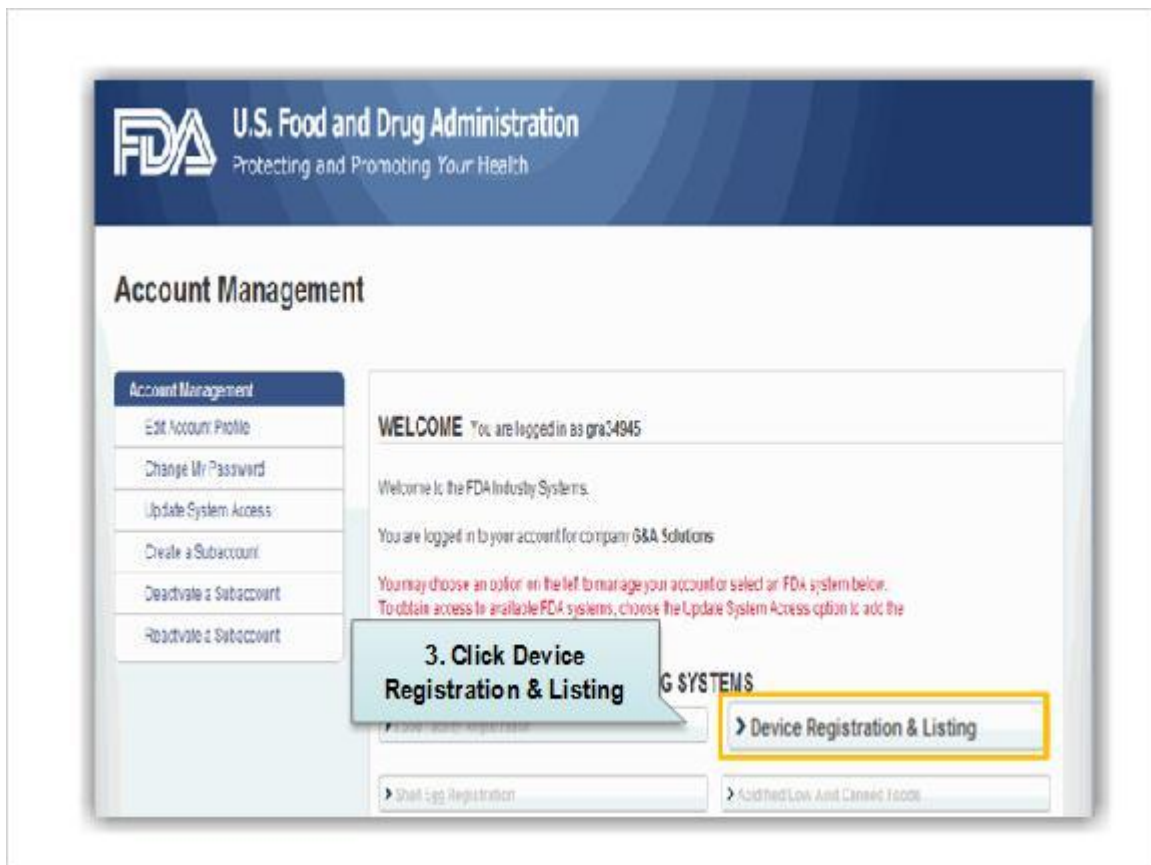 FDA U.S. Food and Drug Administration
Protecting and Promoting Your Health
Account Management
Account Management
Edit Account Profile
Change My Password
Update System Access
Create a Subaccount
Deactivate a Subaccount
Reactivate a Subaccount
WELCOME You are logged in as gra34945
Welcome to the FDA Industry Systems.
You are logged in to your account for company G&A Solutions
You may choose an option on the left to manage your account or select an FDA system below.
To obtain access to available FDA systems, choose the Update System Access option to add the
3. Click Device
Registration & Listing
G SYSTEMS
Device Registration & Listing
Shell Egg Registration
Acidified/Low Acid Canned Foods